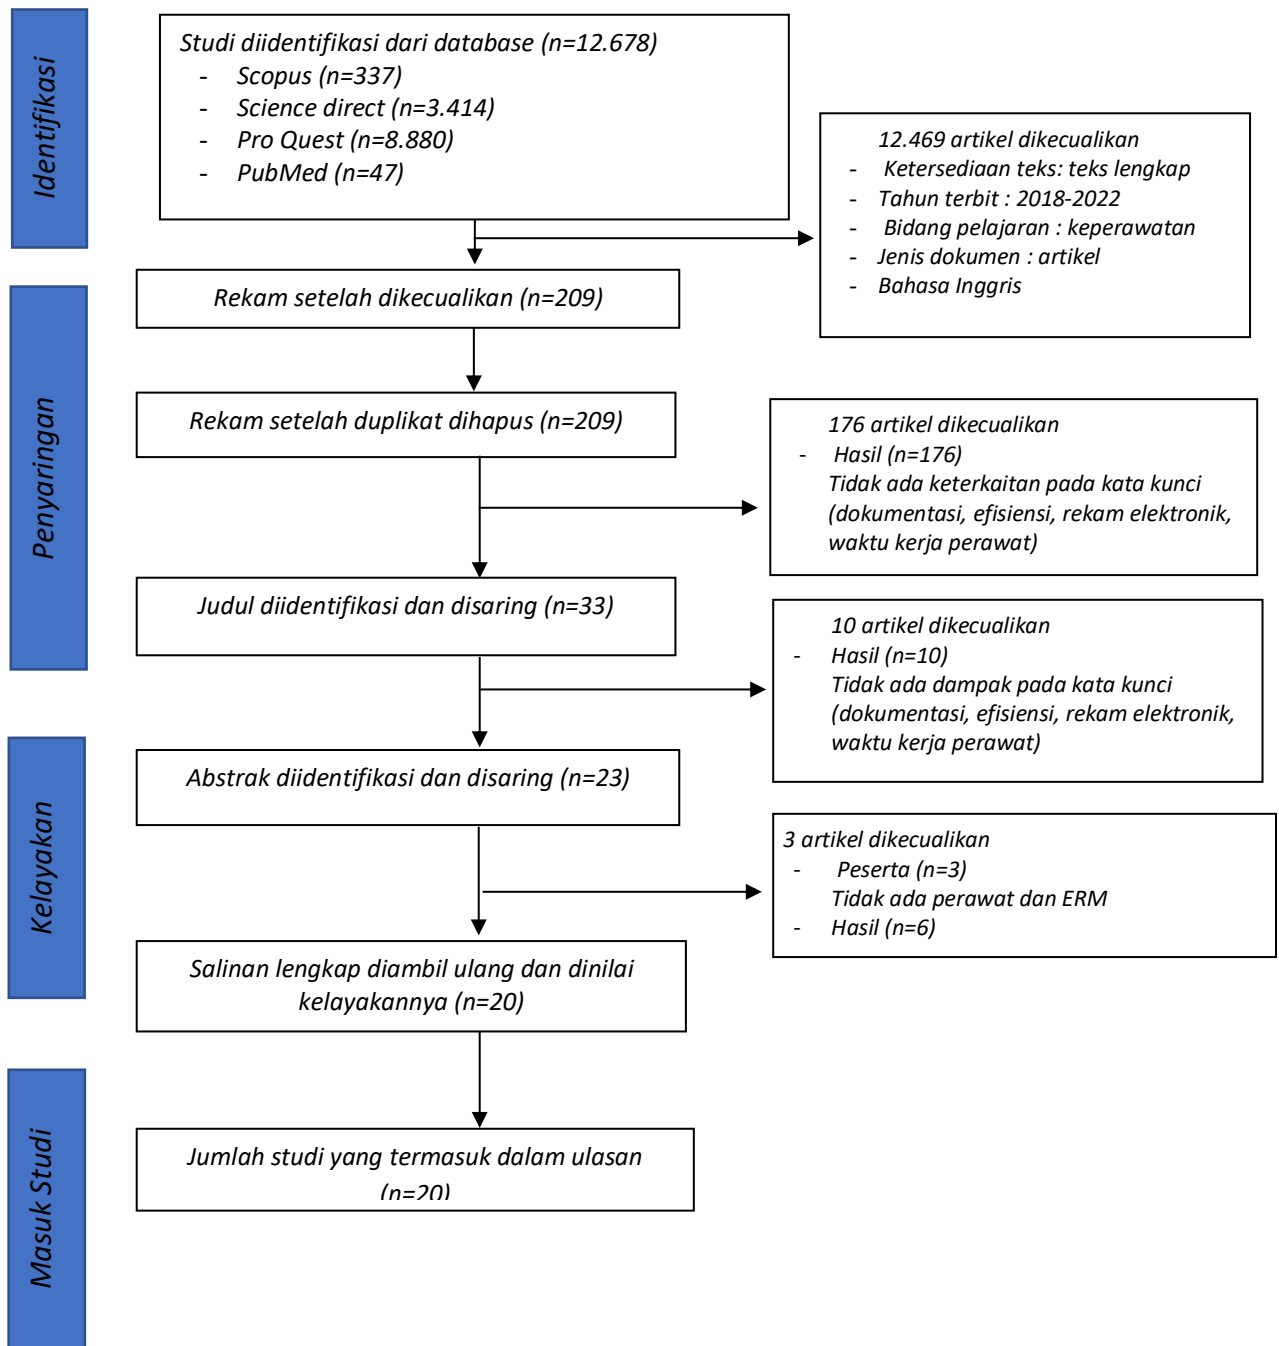 Identifikasi
Studi diidentifikasi dari database (n=12.678)
- Scopus (n=337)
- Science direct (n=3.414)
- Pro Quest (n=8.880)
- PubMed (n=47)
12.469 artikel dikecualikan
- Ketersediaan teks: teks lengkap
- Tahun terbit : 2018-2022
- Bidang pelajaran : keperawatan
- Jenis dokumen : artikel
- Bahasa Inggris
Penyaringan
Rekam setelah dikecualikan (n=209)
Rekam setelah duplikat dihapus (n=209)
176 artikel dikecualikan
- Hasil (n=176)
Tidak ada keterkaitan pada kata kunci
(dokumentasi, efisiensi, rekam elektronik,
waktu kerja perawat)
Judul diidentifikasi dan disaring (n=33)
10 artikel dikecualikan
- Hasil (n=10)
Tidak ada dampak pada kata kunci
(dokumentasi, efisiensi, rekam elektronik,
waktu kerja perawat)
Kelayakan
Abstrak diidentifikasi dan disaring (n=23)
3 artikel dikecualikan
- Peserta (n=3)
Tidak ada perawat dan ERM
- Hasil (n=6)
Salinan lengkap diambil ulang dan dinilai
kelayakannya (n=20)
Masuk Studi
Jumlah studi yang termasuk dalam ulasan
(n=20)